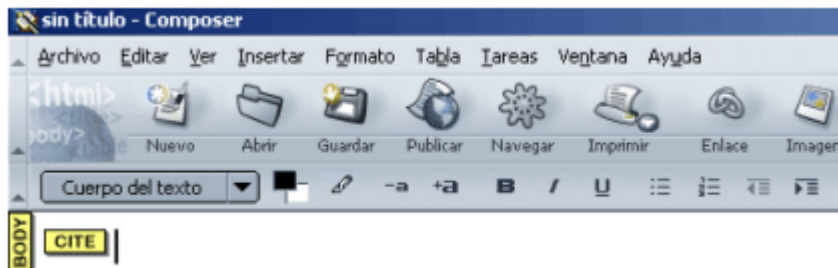 sin título - Composer
Archivo Editar Ver Insertar Formato Tabla Tareas Ventana Ayuda
<html>
body>
Nuevo Abrir Guardar Publicar Navegar Imprimir Enlace Imagen
Cuerpo del texto -a +a B I U
BODY CITE